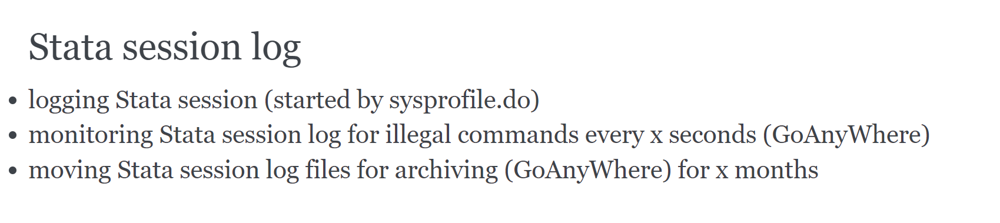 Stata session log
• logging Stata session (started by sysprofile.do)
• monitoring Stata session log for illegal commands every x seconds (GoAnyWhere)
• moving Stata session log files for archiving (GoAnyWhere) for x months